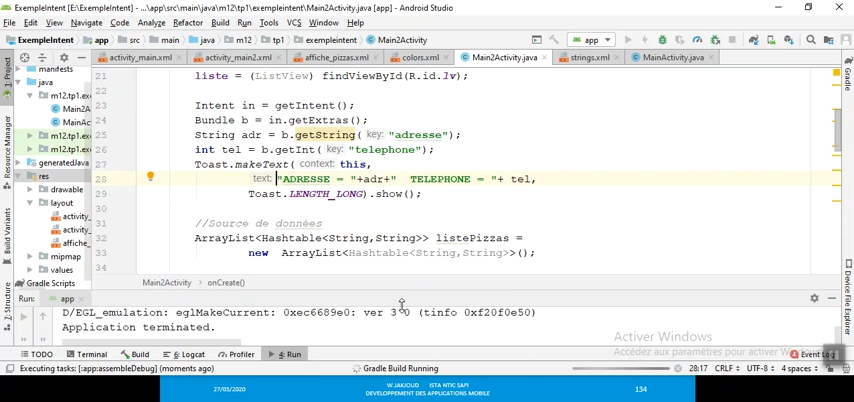 ExempleIntent [E:\ExempleIntent] - ...\app\src\main\java\m12\tp1\exempleintent\Main2Activity.java [app] - Android Studio
File Edit View Navigate Code Analyze Refactor Build Run Tools VCS Window Help
ExempleIntent app src main java m12 tp1 exempleintent Main2Activity app
activity_main.xml activity_main2.xml affiche_pizzas.xml colors.xml Main2Activity.java strings.xml MainActivity.java
1: Project
Resource Manager
Build Variants
7: Structure
Gradle
Device File Explorer
manifests
java
m12.tp1.exe
Main2A
MainAc
m12.tp1.exe
m12.tp1.exe
generatedJava
res
drawable
layout
activity_
activity_
affiche_
mipmap
values
Gradle Scripts
21 liste = (ListView) findViewById(R.id.lv);
22
23 Intent in = getIntent();
24 Bundle b = in.getExtras();
25 String adr = b.getString( key: "adresse");
26 int tel = b.getInt( key: "telephone");
27 Toast.makeText( context: this,
28 text: "ADRESSE = "+adr+" TELEPHONE = "+ tel,
29 Toast.LENGTH_LONG).show();
30
31 //Source de données
32 ArrayList<Hashtable<String,String>> listePizzas =
33 new ArrayList<Hashtable<String,String>>();
34
Main2Activity onCreate()
Run: app
D/EGL_emulation: eglMakeCurrent: 0xec6689e0: ver 3 0 (tinfo 0xf20f0e50)
Application terminated.
Activer Windows
Accédez aux paramètres pour activer
TODO Terminal Build 6: Logcat Profiler 4: Run Event Log
Executing tasks: [:app:assembleDebug] (moments ago) Gradle Build Running 28:17 CRLF UTF-8 4 spaces
27/03/2020 W.JAKJOUD ISTA NTIC SAFI 134
DEVELOPPEMENT DES APPLICATIONS MOBILE